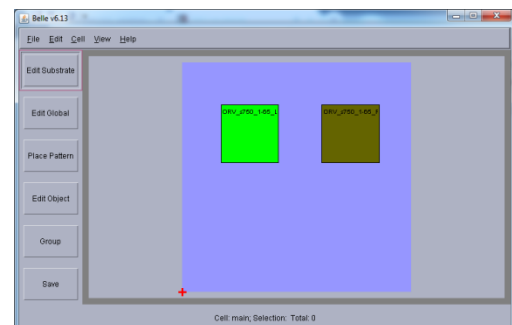 Belle v6.13
File Edit Cell View Help
Edit Substrate
Edit Global
Place Pattern
Edit Object
Group
Save
Cell: main; Selection: Total: 0